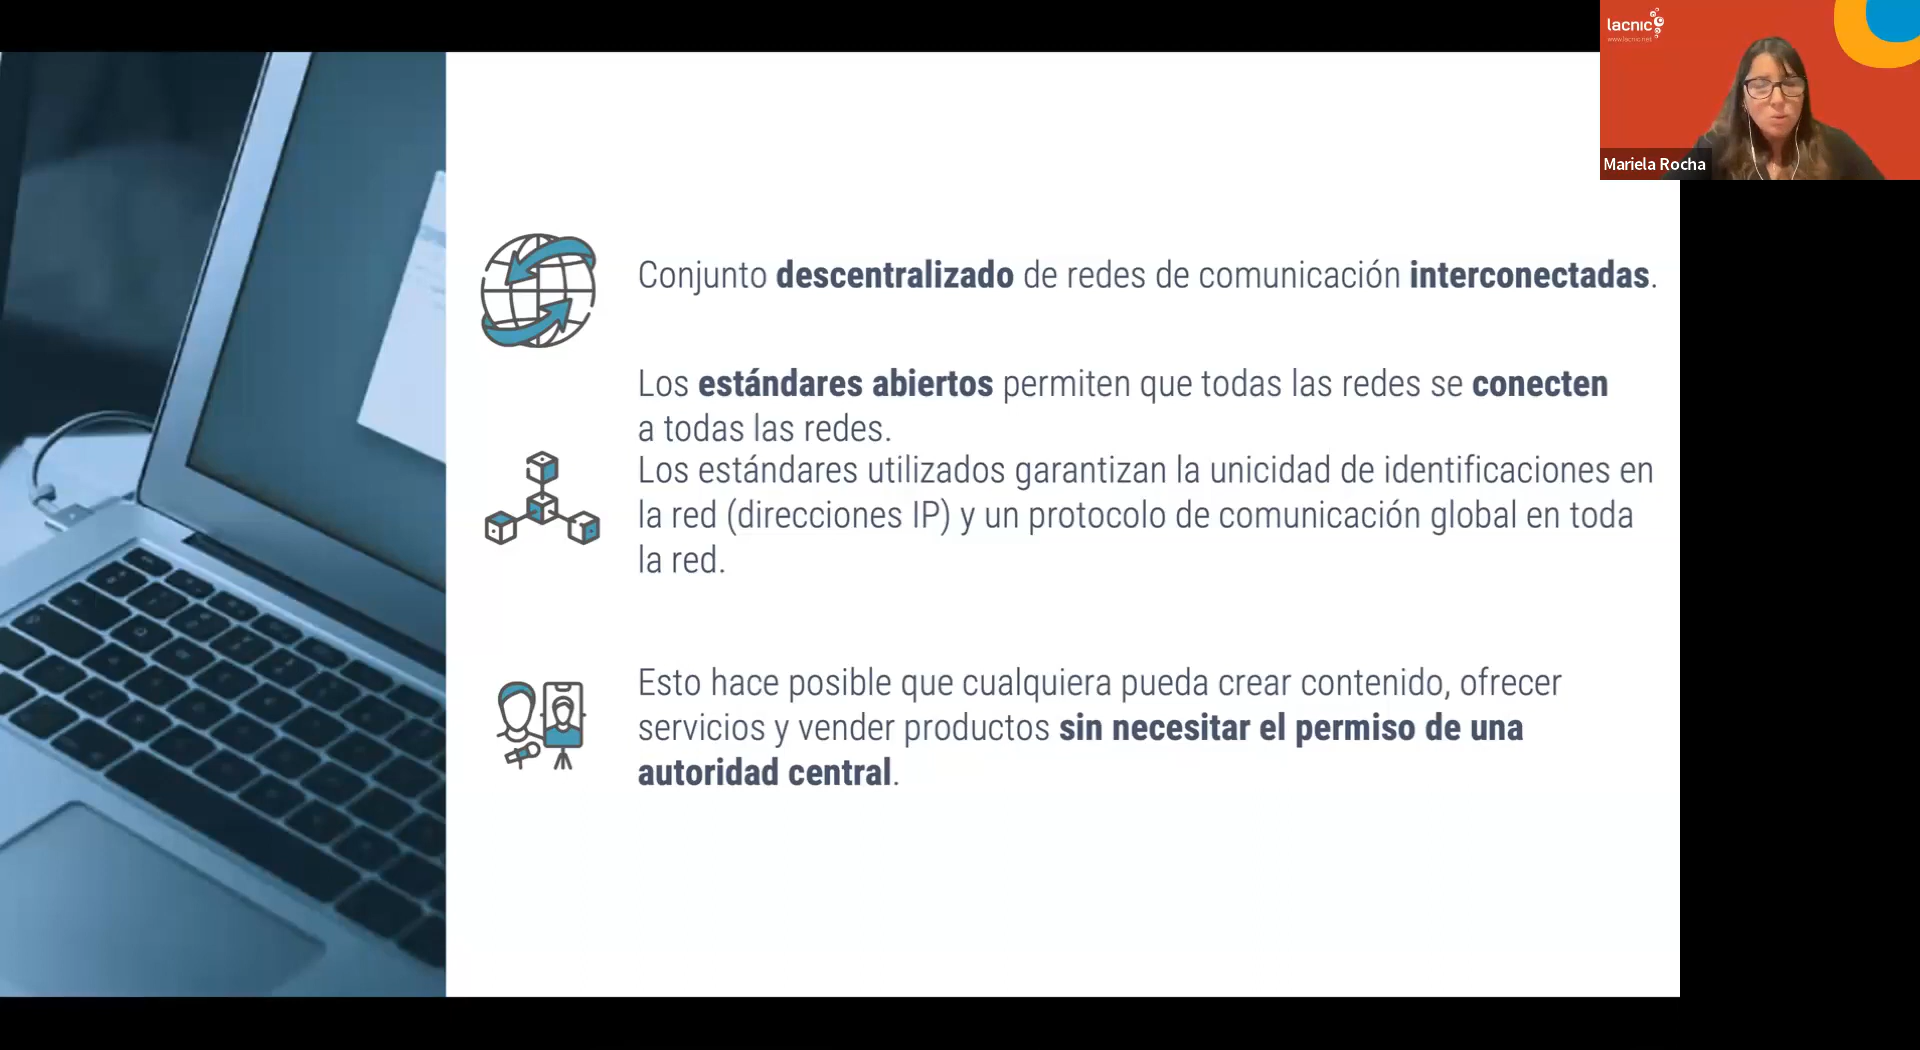 lacnic
www.lacnic.net
Mariela Rocha
Conjunto descentralizado de redes de comunicación interconectadas.
Los estándares abiertos permiten que todas las redes se conecten
a todas las redes.
Los estándares utilizados garantizan la unicidad de identificaciones en
la red (direcciones IP) y un protocolo de comunicación global en toda
la red.
Esto hace posible que cualquiera pueda crear contenido, ofrecer
servicios y vender productos sin necesitar el permiso de una
autoridad central.